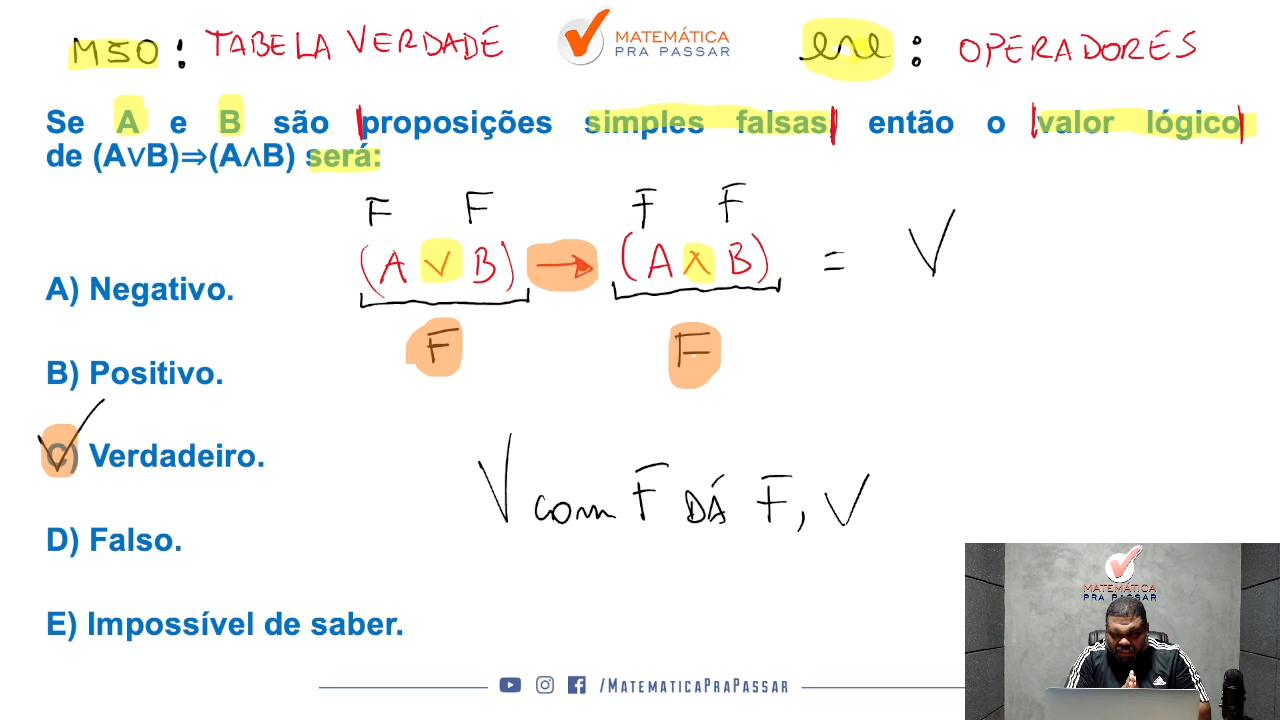 M50 : TABELA VERDADE
MATEMÁTICA
PRA PASSAR
: OPERADORES
Se A e B são proposições simples falsas, então o valor lógico
de (A∨B)⇒(A∧B) será:
F F F F
(A ∨ B) → (A ∧ B) = V
F F
A) Negativo.
B) Positivo.
C) Verdadeiro.
D) Falso.
E) Impossível de saber.
V com F DÁ F, V
MATEMÁTICA
PRA PASSAR
/MATEMATICAPRAPASSAR